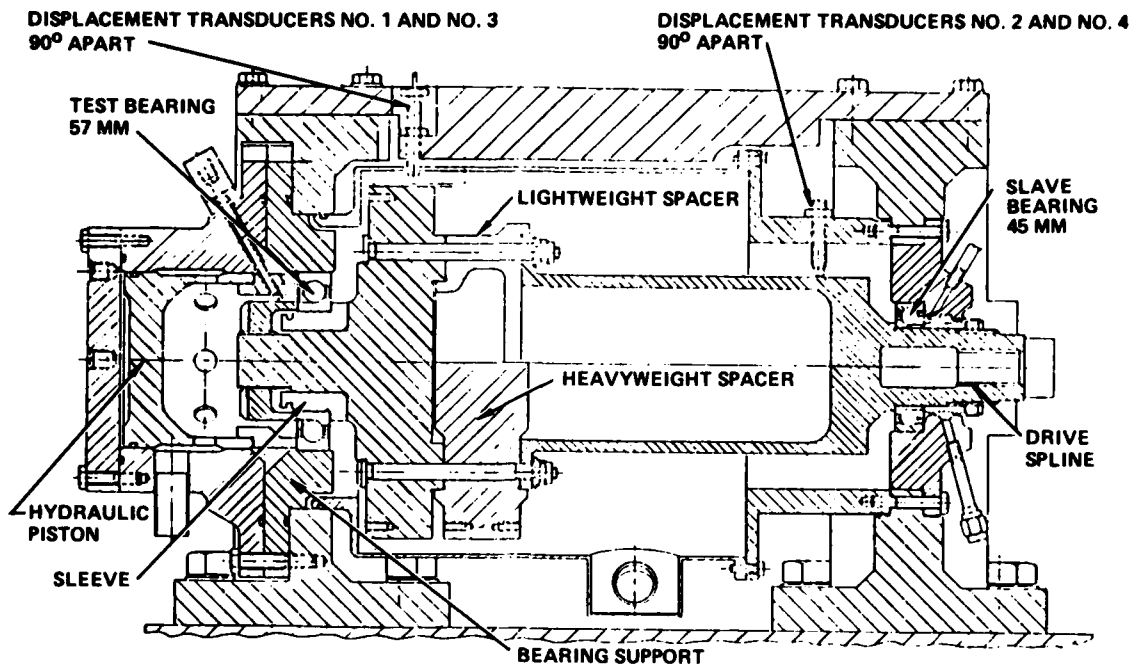 DISPLACEMENT TRANSDUCERS NO. 1 AND NO. 3
90° APART
DISPLACEMENT TRANSDUCERS NO. 2 AND NO. 4
90° APART
TEST BEARING
57 MM
SLAVE
BEARING
45 MM
LIGHTWEIGHT SPACER
HEAVYWEIGHT SPACER
DRIVE
SPLINE
HYDRAULIC
PISTON
SLEEVE
BEARING SUPPORT